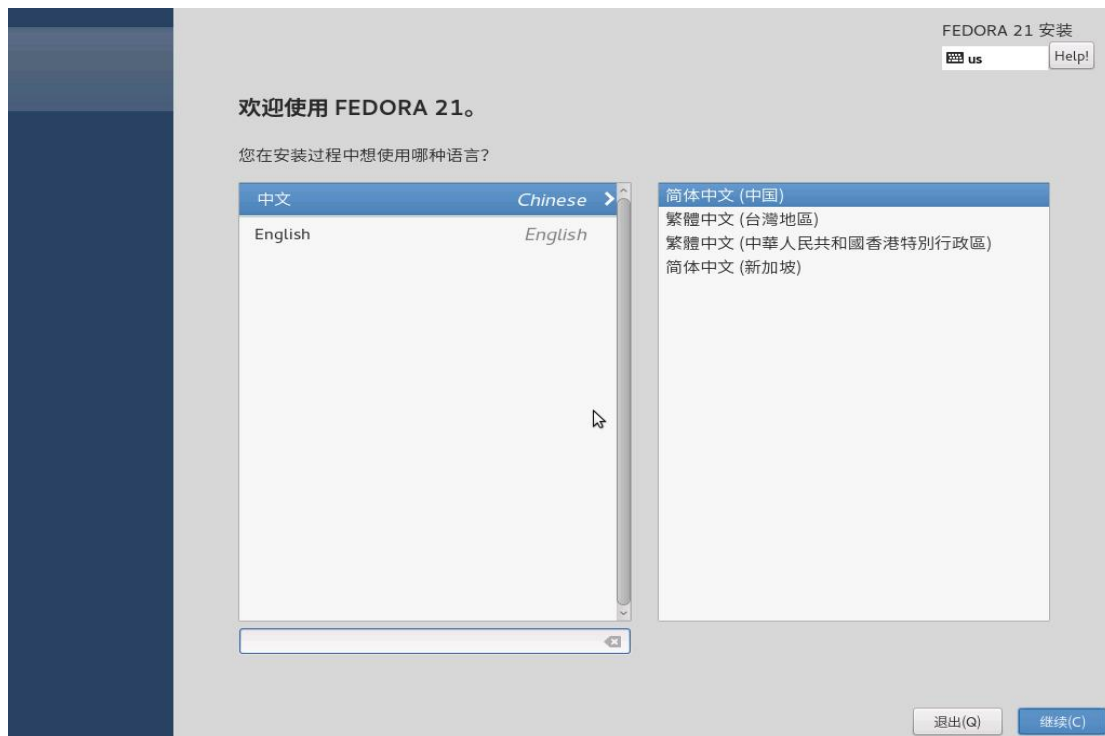 FEDORA 21 安装
us
Help!
欢迎使用 FEDORA 21。
您在安装过程中想使用哪种语言?
中文 Chinese
English English
简体中文 (中国)
繁體中文 (台灣地區)
繁體中文 (中華人民共和國香港特別行政區)
简体中文 (新加坡)
退出(Q)
继续(C)